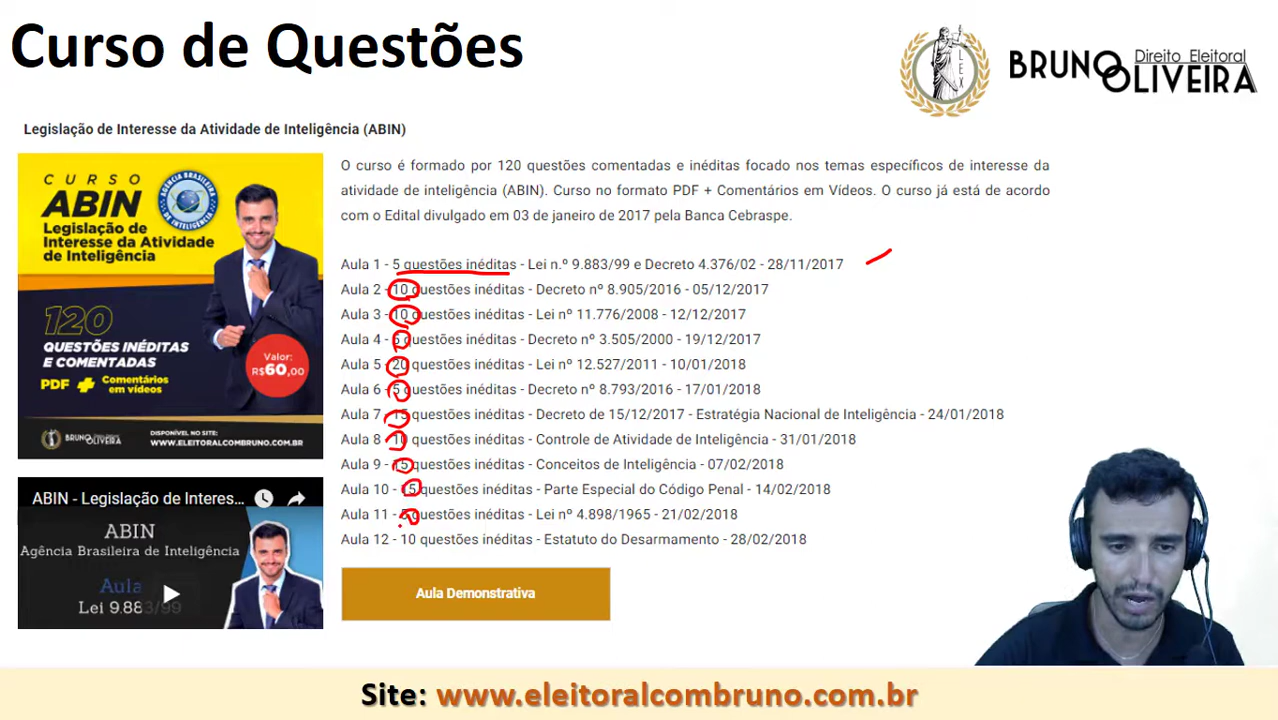 Curso de Questões
LEX
BRUNO OLIVEIRA
Direito Eleitoral
Legislação de Interesse da Atividade de Inteligência (ABIN)
CURSO
ABIN
Legislação de
Interesse da Atividade
de Inteligência
120
QUESTÕES INÉDITAS
E COMENTADAS
PDF + Comentários
em vídeos
Valor:
R$60,00
BRUNO OLIVEIRA
DISPONÍVEL NO SITE:
WWW.ELEITORALCOMBRUNO.COM.BR
O curso é formado por 120 questões comentadas e inéditas focado nos temas específicos de interesse da
atividade de inteligência (ABIN). Curso no formato PDF + Comentários em Vídeos. O curso já está de acordo
com o Edital divulgado em 03 de janeiro de 2017 pela Banca Cebraspe.
Aula 1 - 5 questões inéditas - Lei n.º 9.883/99 e Decreto 4.376/02 - 28/11/2017
Aula 2 - 10 questões inéditas - Decreto nº 8.905/2016 - 05/12/2017
Aula 3 - 10 questões inéditas - Lei nº 11.776/2008 - 12/12/2017
Aula 4 - 5 questões inéditas - Decreto nº 3.505/2000 - 19/12/2017
Aula 5 - 20 questões inéditas - Lei nº 12.527/2011 - 10/01/2018
Aula 6 - 5 questões inéditas - Decreto nº 8.793/2016 - 17/01/2018
Aula 7 - 15 questões inéditas - Decreto de 15/12/2017 - Estratégia Nacional de Inteligência - 24/01/2018
Aula 8 - 10 questões inéditas - Controle de Atividade de Inteligência - 31/01/2018
Aula 9 - 15 questões inéditas - Conceitos de Inteligência - 07/02/2018
Aula 10 - 15 questões inéditas - Parte Especial do Código Penal - 14/02/2018
Aula 11 - 5 questões inéditas - Lei nº 4.898/1965 - 21/02/2018
Aula 12 - 10 questões inéditas - Estatuto do Desarmamento - 28/02/2018
ABIN - Legislação de Interes...
ABIN
Agência Brasileira de Inteligência
Aula
Lei 9.883/99
Aula Demonstrativa
Site: www.eleitoralcombruno.com.br